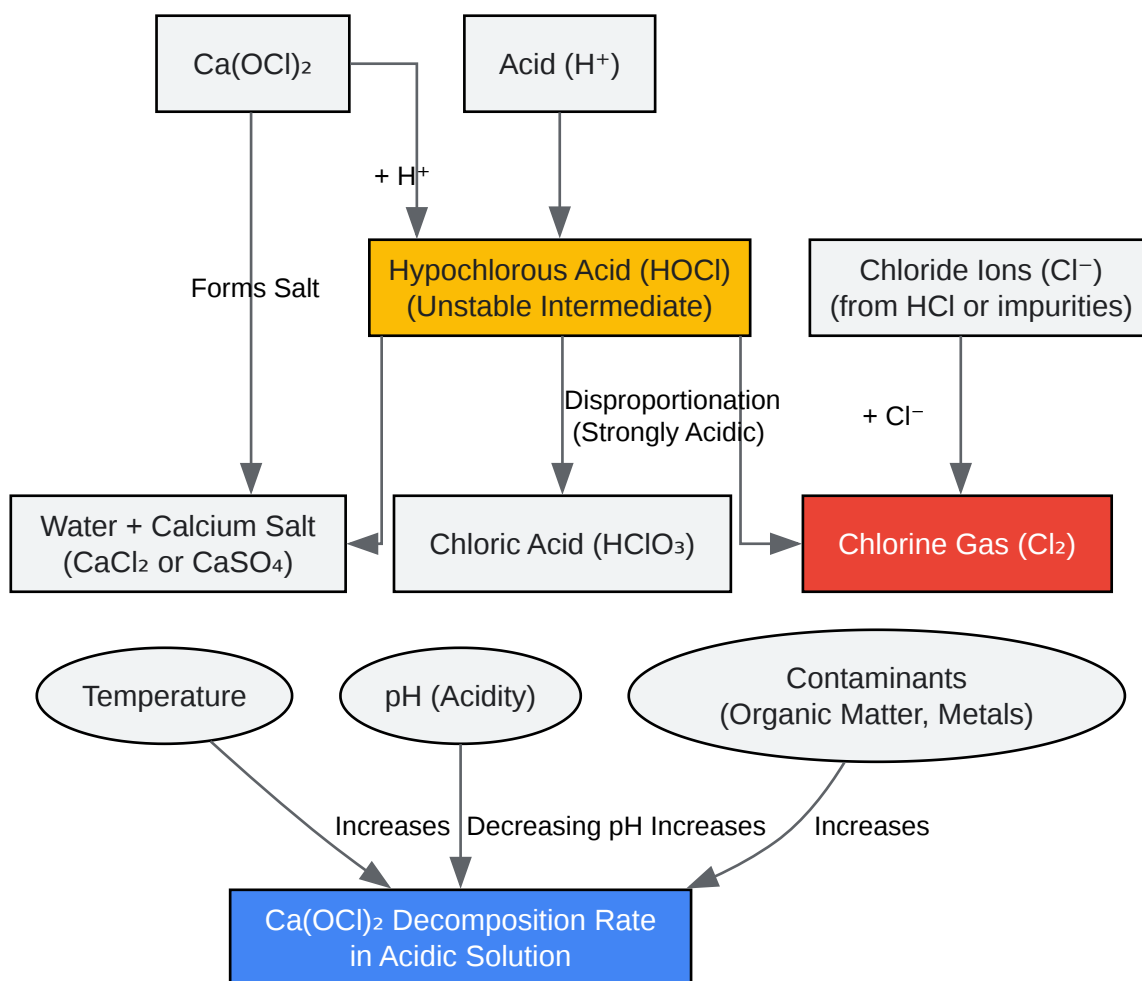 Ca(OCl)₂
Acid (H⁺)
+ H⁺
Hypochlorous Acid (HOCl)
(Unstable Intermediate)
Chloride Ions (Cl⁻)
(from HCl or impurities)
Forms Salt
Disproportionation
(Strongly Acidic)
+ Cl⁻
Water + Calcium Salt
(CaCl₂ or CaSO₄)
Chloric Acid (HClO₃)
Chlorine Gas (Cl₂)
Temperature
pH (Acidity)
Contaminants
(Organic Matter, Metals)
Increases
Decreasing pH Increases
Increases
Ca(OCl)₂ Decomposition Rate
in Acidic Solution